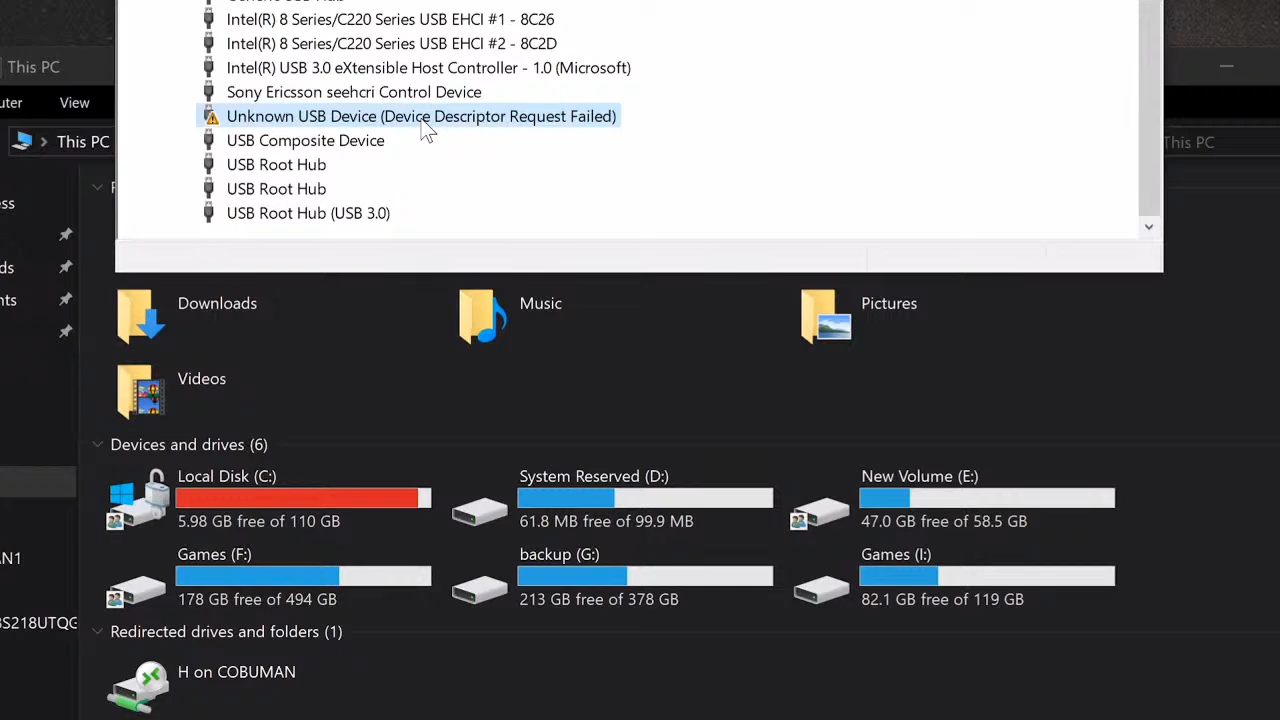 Intel(R) 8 Series/C220 Series USB EHCI #1 - 8C26
Intel(R) 8 Series/C220 Series USB EHCI #2 - 8C2D
This PC
Intel(R) USB 3.0 eXtensible Host Controller - 1.0 (Microsoft)
Sony Ericsson seehcri Control Device
uter View
Unknown USB Device (Device Descriptor Request Failed)
This PC
USB Composite Device
This PC
USB Root Hub
USB Root Hub
ess
USB Root Hub (USB 3.0)
ds
nts
Downloads
Music
Pictures
Videos
Devices and drives (6)
Local Disk (C:)
5.98 GB free of 110 GB
System Reserved (D:)
61.8 MB free of 99.9 MB
New Volume (E:)
47.0 GB free of 58.5 GB
AN1
Games (F:)
178 GB free of 494 GB
backup (G:)
213 GB free of 378 GB
Games (I:)
82.1 GB free of 119 GB
BS218UTQG
Redirected drives and folders (1)
H on COBUMAN